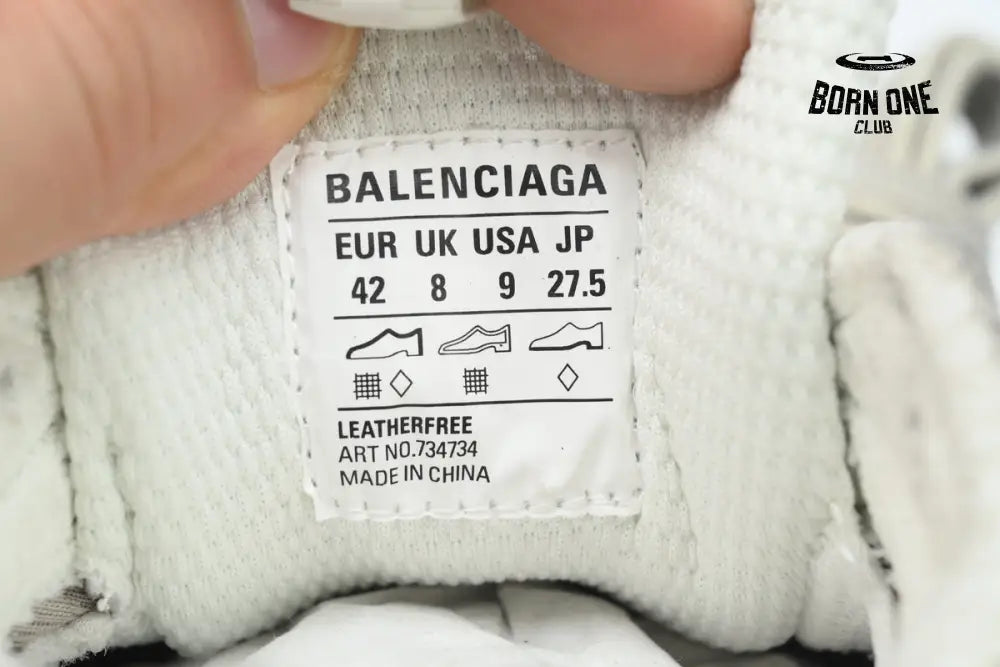 BORN ONE
CLUB
BALENCIAGA
EUR UK USA JP
42 8 9 27.5
LEATHERFREE
ART NO.734734
MADE IN CHINA